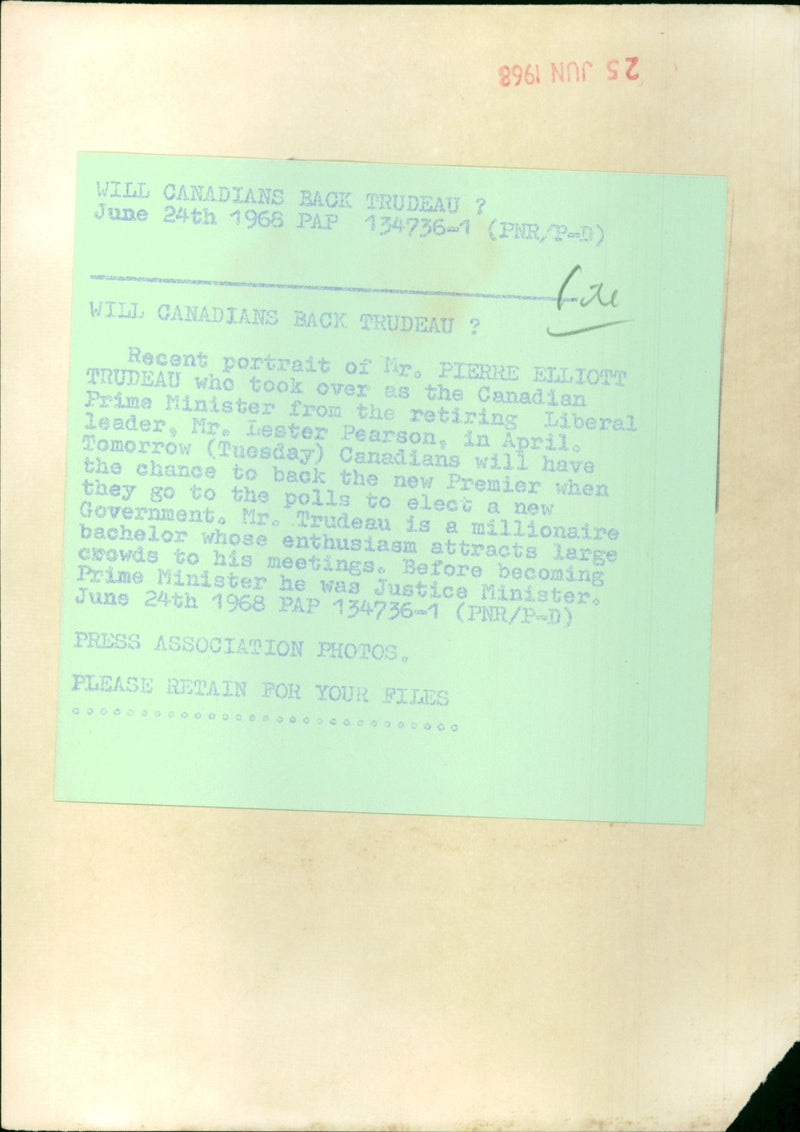 25 JUN 1968
WILL CANADIANS BACK TRUDEAU ?
June 24th 1968 PAP 134736-1 (PNR/P-D)
File
WILL CANADIANS BACK TRUDEAU ?
Recent portrait of Mr. PIERRE ELLIOTT
TRUDEAU who took over as the Canadian
Prime Minister from the retiring Liberal
leader, Mr. Lester Pearson, in April.
Tomorrow (Tuesday) Canadians will have
the chance to back the new Premier when
they go to the polls to elect a new
Government. Mr. Trudeau is a millionaire
bachelor whose enthusiasm attracts large
crowds to his meetings. Before becoming
Prime Minister he was Justice Minister.
June 24th 1968 PAP 134736-1 (PNR/P-D)
PRESS ASSOCIATION PHOTOS.
PLEASE RETAIN FOR YOUR FILES
.............................